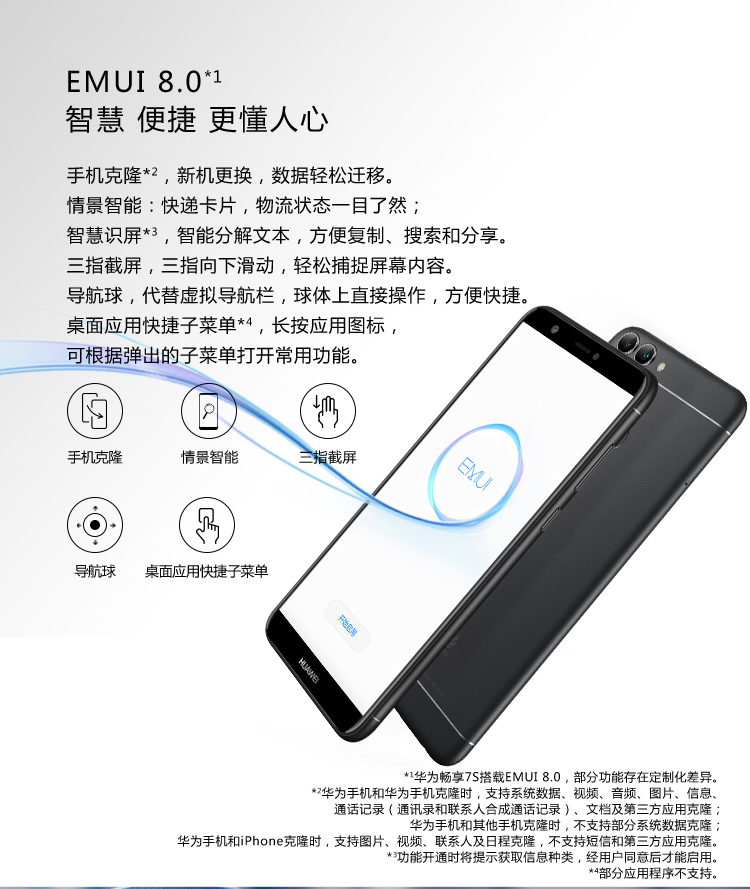 EMUI 8.0*1
智慧 便捷 更懂人心
手机克隆*2，新机更换，数据轻松迁移。
情景智能：快递卡片，物流状态一目了然；
智慧识屏*3，智能分解文本，方便复制、搜索和分享。
三指截屏，三指向下滑动，轻松捕捉屏幕内容。
导航球，代替虚拟导航栏，球体上直接操作，方便快捷。
桌面应用快捷子菜单*4，长按应用图标，
可根据弹出的子菜单打开常用功能。
手机克隆
情景智能
三指截屏
导航球
桌面应用快捷子菜单
EMUI
开始启用
HUAWEI
*1华为畅享7S搭载EMUI 8.0，部分功能存在定制化差异。
*2华为手机和华为手机克隆时，支持系统数据、视频、音频、图片、信息、
通话记录（通讯录和联系人合成通话记录）、文档及第三方应用克隆；
华为手机和其他手机克隆时，不支持部分系统数据克隆；
华为手机和iPhone克隆时，支持图片、视频、联系人及日程克隆，不支持短信和第三方应用克隆。
*3功能开通时将提示获取信息种类，经用户同意后才能启用。
*4部分应用程序不支持。